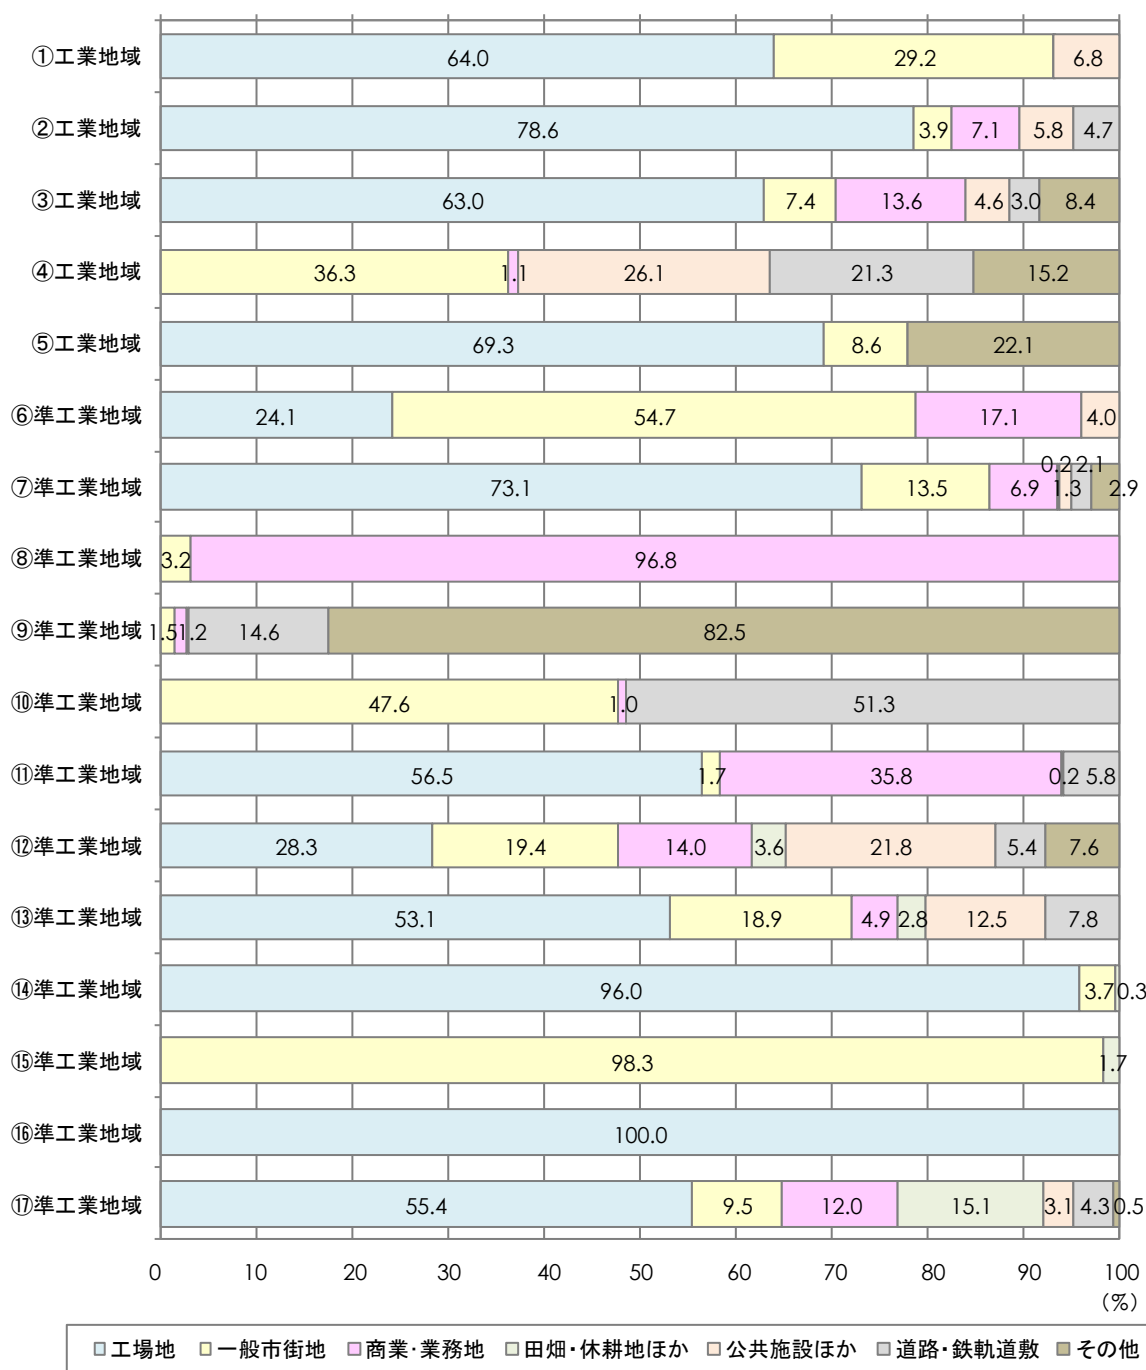 ①工業地域 64.0 29.2 6.8
②工業地域 78.6 3.9 7.1 5.8 4.7
③工業地域 63.0 7.4 13.6 4.6 3.0 8.4
④工業地域 36.3 1.1 26.1 21.3 15.2
⑤工業地域 69.3 8.6 22.1
⑥準工業地域 24.1 54.7 17.1 4.0
⑦準工業地域 73.1 13.5 6.9 0.2 1.3 2.1 2.9
⑧準工業地域 3.2 96.8
⑨準工業地域 1.5 1.2 14.6 82.5
⑩準工業地域 47.6 1.0 51.3
⑪準工業地域 56.5 1.7 35.8 0.2 5.8
⑫準工業地域 28.3 19.4 14.0 3.6 21.8 5.4 7.6
⑬準工業地域 53.1 18.9 4.9 2.8 12.5 7.8
⑭準工業地域 96.0 3.7 0.3
⑮準工業地域 98.3 1.7
⑯準工業地域 100.0
⑰準工業地域 55.4 9.5 12.0 15.1 3.1 4.3 0.5
0 10 20 30 40 50 60 70 80 90 100
(%)
工場地 一般市街地 商業・業務地 田畑・休耕地ほか 公共施設ほか 道路・鉄軌道敷 その他